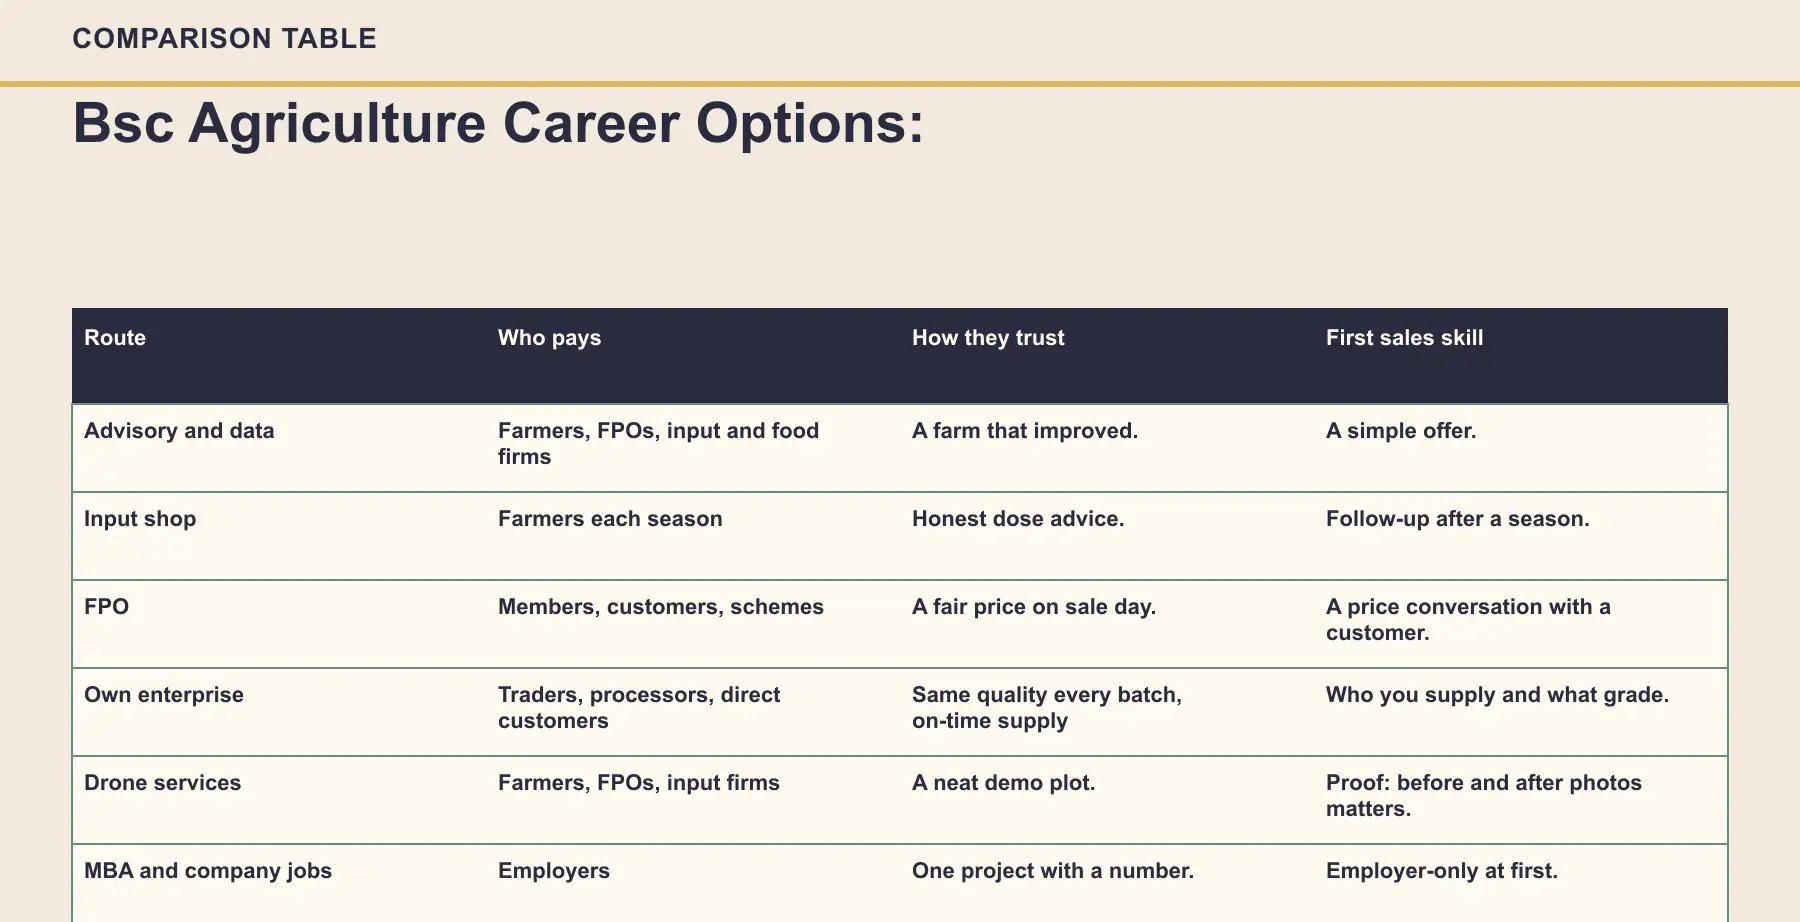 COMPARISON TABLE
Bsc Agriculture Career Options:
Route Who pays How they trust First sales skill
Advisory and data Farmers, FPOs, input and food A farm that improved. A simple offer.
firms
Input shop Farmers each season Honest dose advice. Follow-up after a season.
FPO Members, customers, schemes A fair price on sale day. A price conversation with a
customer.
Own enterprise Traders, processors, direct Same quality every batch, Who you supply and what grade.
customers on-time supply
Drone services Farmers, FPOs, input firms A neat demo plot. Proof: before and after photos
matters.
MBA and company jobs Employers One project with a number. Employer-only at first.